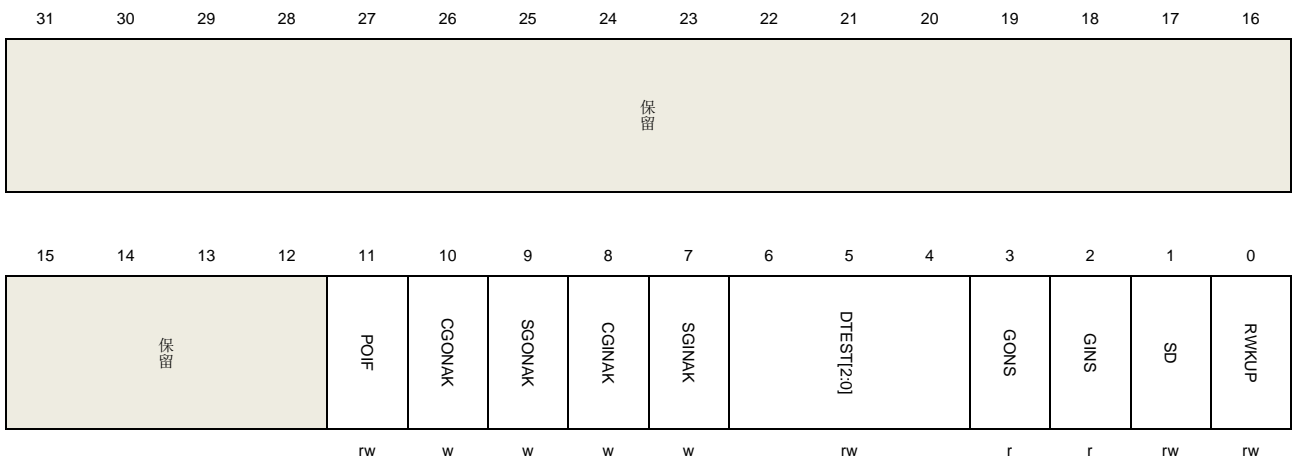 31 30 29 28 27 26 25 24 23 22 21 20 19 18 17 16
保留
15 14 13 12 11 10 9 8 7 6 5 4 3 2 1 0
保留 POIF CGONAK SGONAK CGINAK SGINAK DTEST[2:0] GONS GINS SD RWKUP
rw w w w w rw r r rw rw